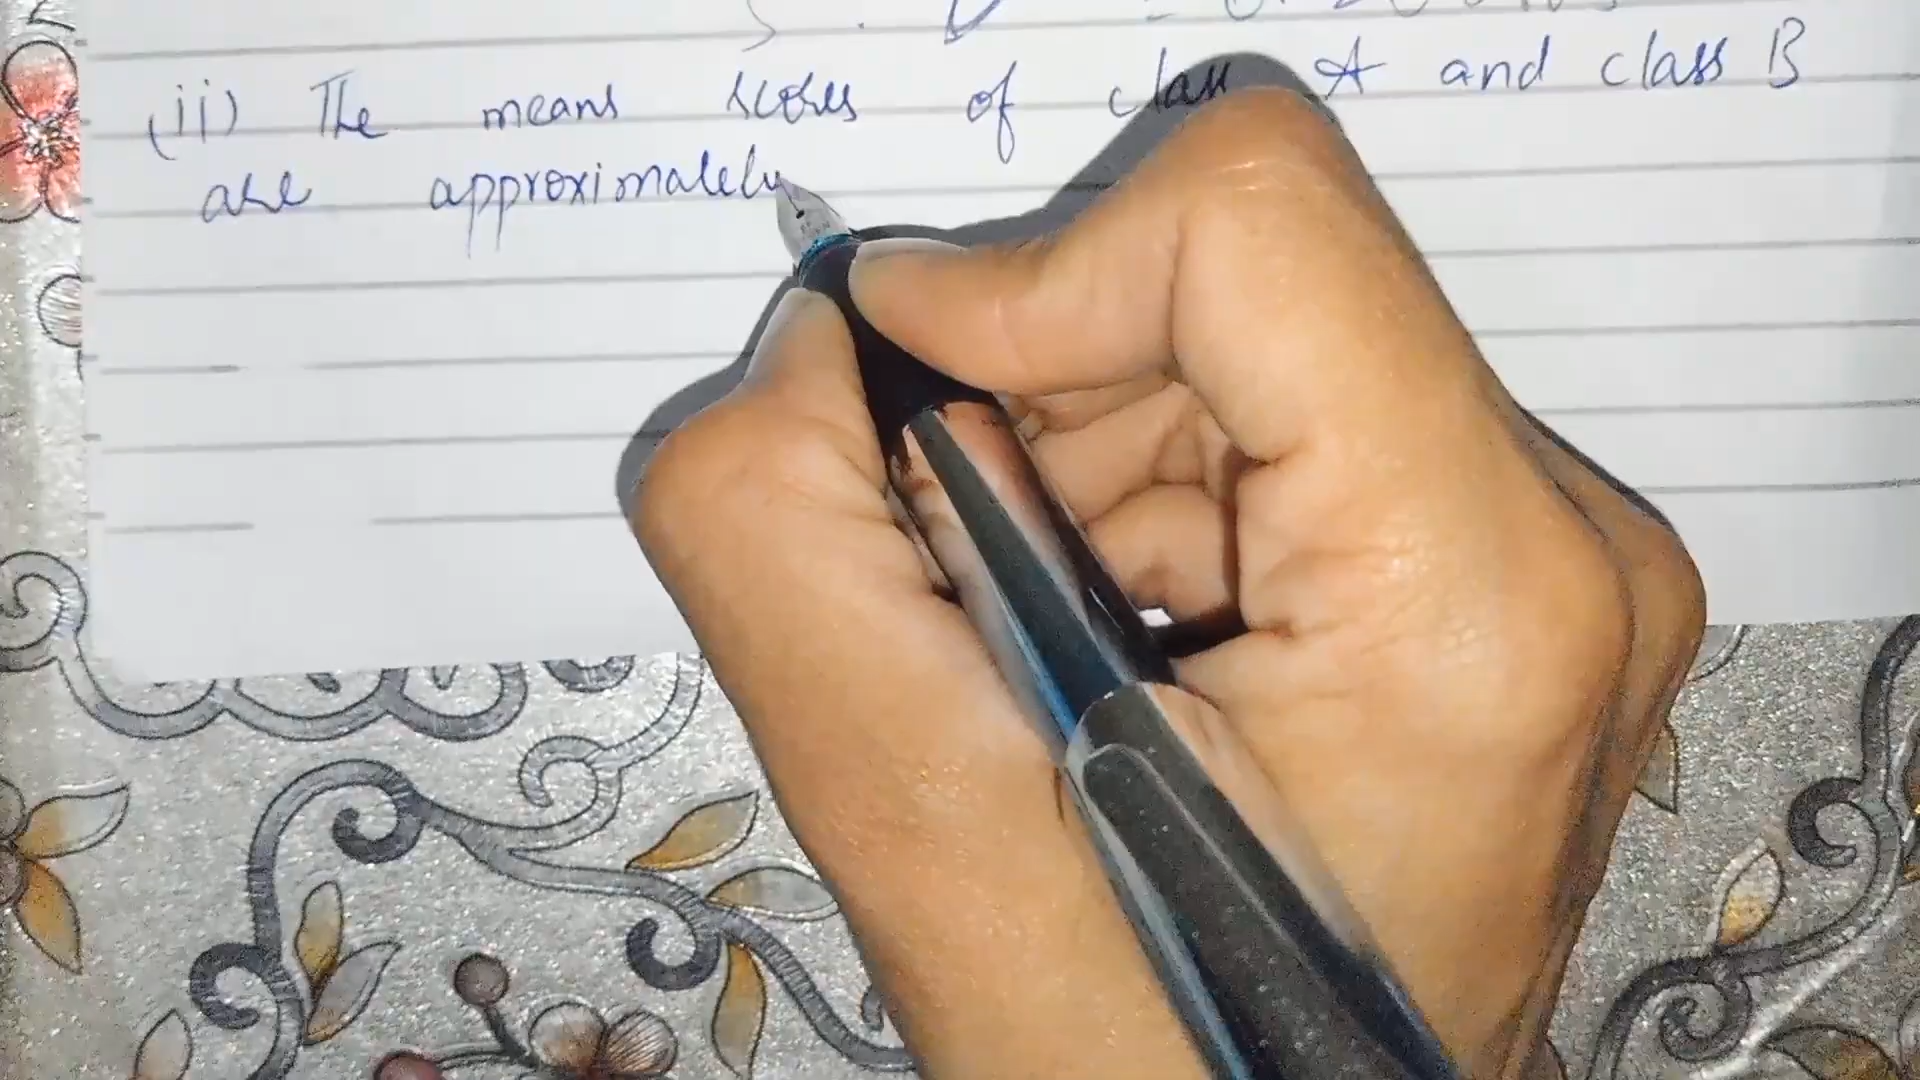 (ii) The means scores of class A and class B
are approximately